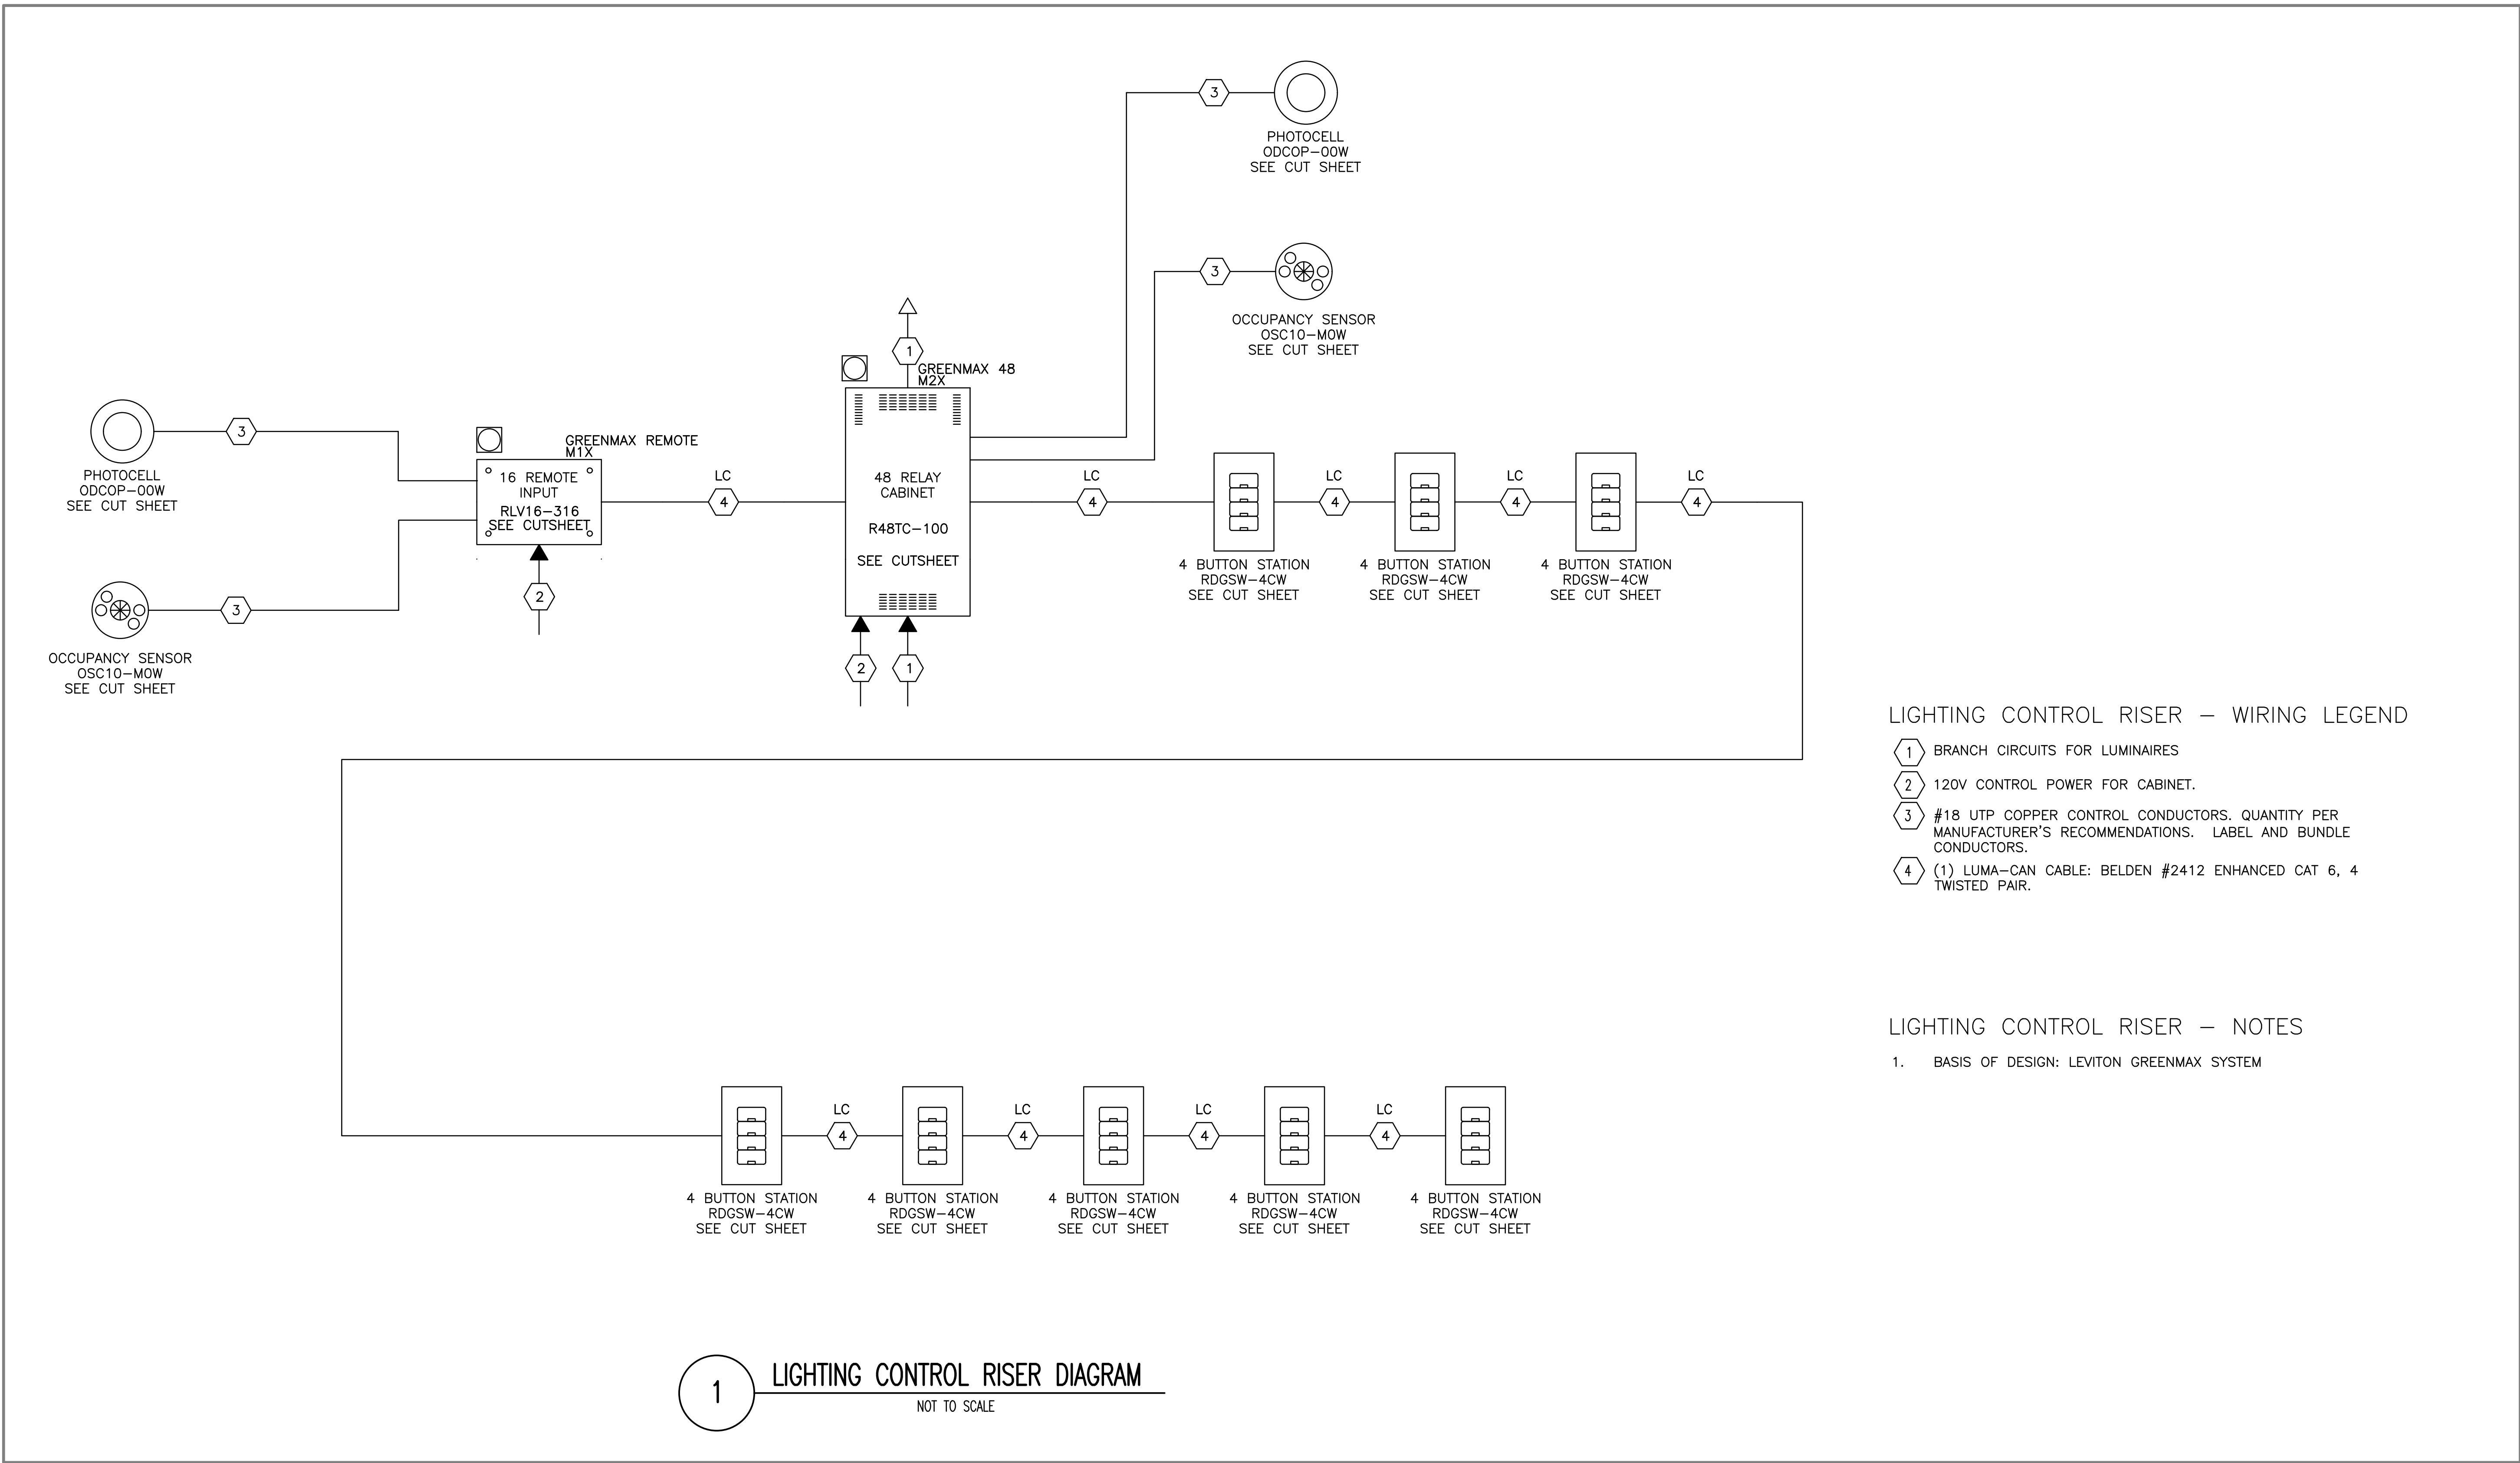 3
PHOTOCELL
ODCOP-00W
SEE CUT SHEET
3
OCCUPANCY SENSOR
OSC10-M0W
SEE CUT SHEET
1
GREENMAX 48
M2X
3
PHOTOCELL
ODCOP-00W
SEE CUT SHEET
GREENMAX REMOTE
M1X
16 REMOTE
INPUT
RLV16-316
SEE CUTSHEET
2
3
OCCUPANCY SENSOR
OSC10-M0W
SEE CUT SHEET
LC
4
48 RELAY
CABINET
R48TC-100
SEE CUTSHEET
2
1
LC
4
4 BUTTON STATION
RDGSW-4CW
SEE CUT SHEET
LC
4
4 BUTTON STATION
RDGSW-4CW
SEE CUT SHEET
LC
4
4 BUTTON STATION
RDGSW-4CW
SEE CUT SHEET
LC
4
LIGHTING CONTROL RISER - WIRING LEGEND
1 BRANCH CIRCUITS FOR LUMINAIRES
2 120V CONTROL POWER FOR CABINET.
3 #18 UTP COPPER CONTROL CONDUCTORS. QUANTITY PER
MANUFACTURER'S RECOMMENDATIONS. LABEL AND BUNDLE
CONDUCTORS.
4 (1) LUMA-CAN CABLE: BELDEN #2412 ENHANCED CAT 6, 4
TWISTED PAIR.
LIGHTING CONTROL RISER - NOTES
1. BASIS OF DESIGN: LEVITON GREENMAX SYSTEM
4 BUTTON STATION
RDGSW-4CW
SEE CUT SHEET
LC
4
4 BUTTON STATION
RDGSW-4CW
SEE CUT SHEET
LC
4
4 BUTTON STATION
RDGSW-4CW
SEE CUT SHEET
LC
4
4 BUTTON STATION
RDGSW-4CW
SEE CUT SHEET
LC
4
4 BUTTON STATION
RDGSW-4CW
SEE CUT SHEET
1 LIGHTING CONTROL RISER DIAGRAM
NOT TO SCALE